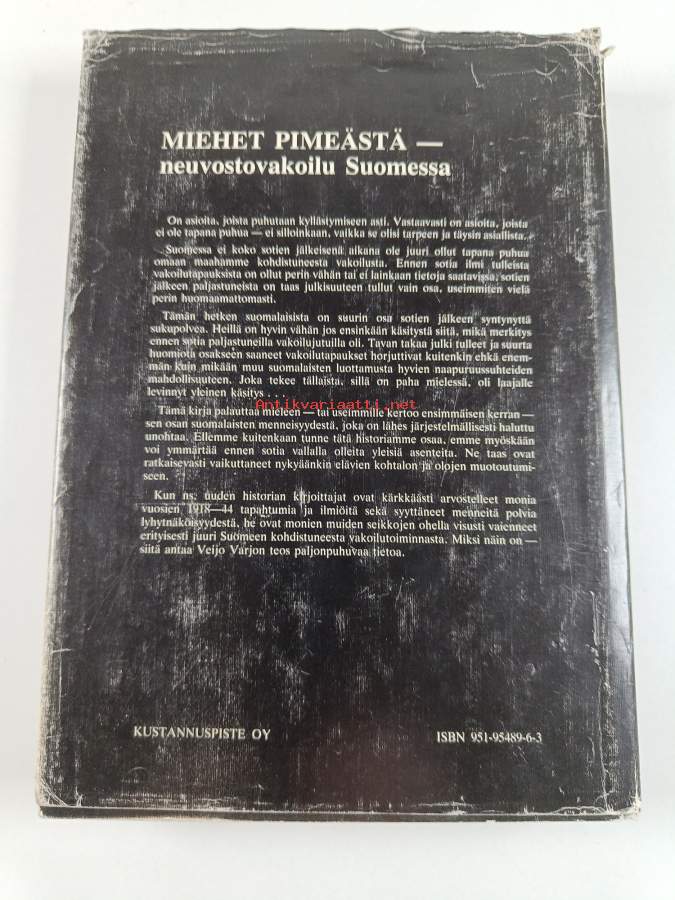 MIEHET PIMEÄSTÄ —
neuvostovakoilu Suomessa
On asioita, joista puhutaan kyllästymiseen asti. Vastaavasti on asioita, joista
ei ole tapana puhua — ei silloinkaan, vaikka se olisi tarpeen ja täysin asiallista.
Suomessa ei koko sotien jälkeisenä aikana ole juuri ollut tapana puhua
omaan maahamme kohdistuneesta vakoilusta. Ennen sotia ilmi tulleista
vakoilutapauksista on ollut perin vähän tai ei lainkaan tietoja saatavissa, sotien
jälkeen paljastuneista on taas julkisuuteen tullut vain osa, useimmiten vielä
perin huomaamattomasti.
Tämän hetken suomalaisista on suurin osa sotien jälkeen syntynyttä
sukupolvea. Heillä on hyvin vähän jos ensinkään käsitystä siitä, mikä merkitys
ennen sotia paljastuneilla vakoilujutuilla oli. Tavan takaa julki tulleet ja suurta
huomiota osakseen saaneet vakoilutapaukset horjuttivat kuitenkin ehkä enem-
män kuin mikään muu suomalaisten luottamusta hyvien naapuruussuhteiden
mahdollisuuteen. Joka tekee tällaista, sillä on paha mielessä, oli laajalle
levinnyt yleinen käsitys . . .
Antikvariaatti.net
Tämä kirja palauttaa mieleen — tai useimmille kertoo ensimmäisen kerran —
sen osan suomalaisten menneisyydestä, joka on lähes järjestelmällisesti haluttu
unohtaa. Ellemme kuitenkaan tunne tätä historiamme osaa, emme myöskään
voi ymmärtää ennen sotia vallalla olleita yleisiä asenteita. Ne taas ovat
ratkaisevasti vaikuttaneet nykyäänkin elävien kohtalon ja olojen muotoutumi-
seen.
Kun ns. uuden historian kirjoittajat ovat kärkkäästi arvostelleet monia
vuosien 1918—44 tapahtumia ja ilmiöitä sekä syyttäneet menneitä polvia
lyhytnäköisyydestä, he ovat monien muiden seikkojen ohella visusti vaienneet
erityisesti juuri Suomeen kohdistuneesta vakoilutoiminnasta. Miksi näin on —
siitä antaa Veijo Varjon teos paljonpuhuvaa tietoa.
KUSTANNUSPISTE OY
ISBN 951-95489-6-3